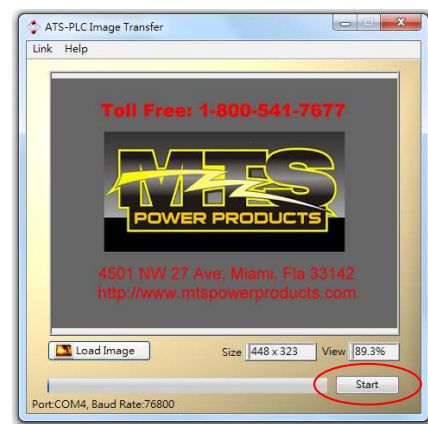 ATS-PLC Image Transfer
Link Help
Toll Free: 1-800-541-7677
MTS
POWER PRODUCTS
4501 NW 27 Ave, Miami, Fla 33142
http://www.mtspowerproducts.com
Load Image Size 448 x 323 View 89.3%
Start
Port:COM4, Baud Rate:76800